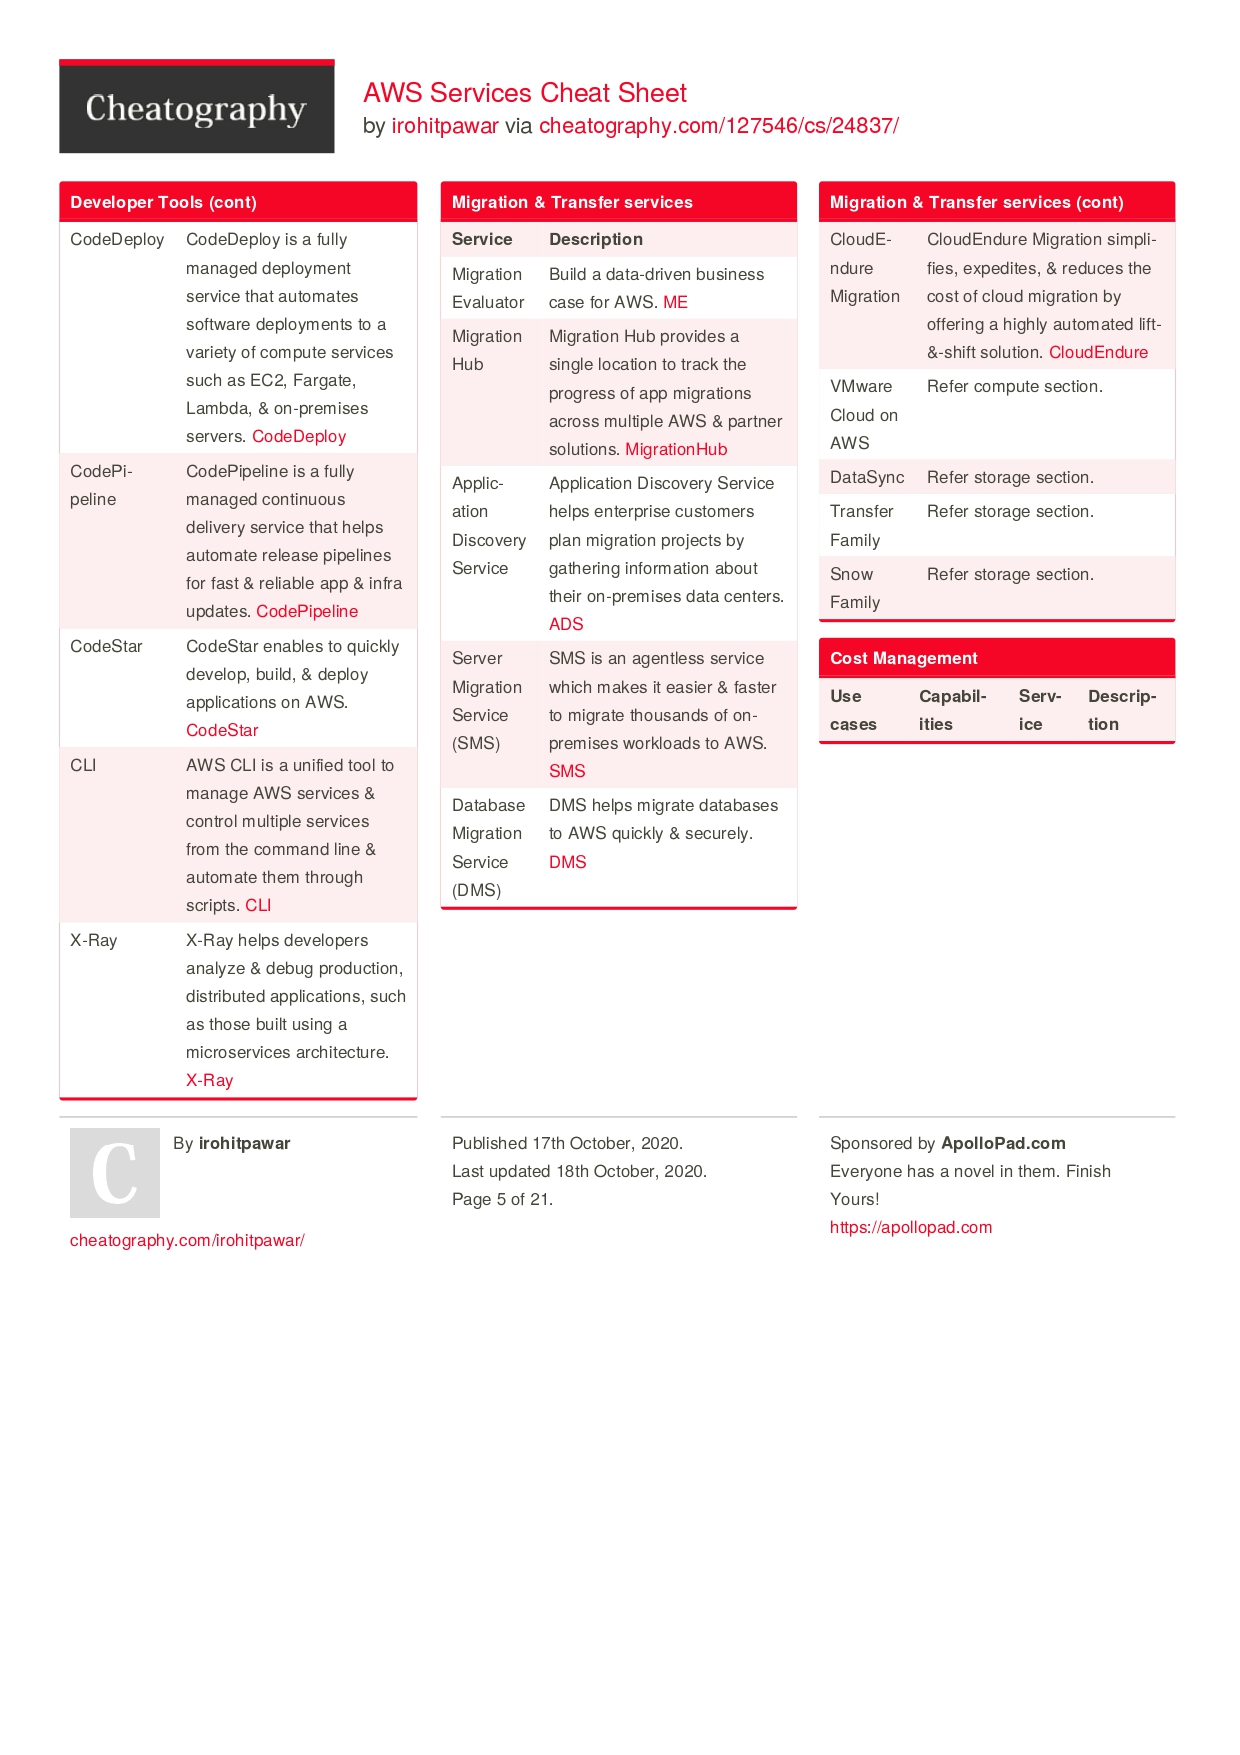 Cheatography
AWS Services Cheat Sheet
by irohitpawar via cheatography.com/127546/cs/24837/
Developer Tools (cont)
CodeDeploy CodeDeploy is a fully
managed deployment
service that automates
software deployments to a
variety of compute services
such as EC2, Fargate,
Lambda, & on-premises
servers. CodeDeploy
CodePi- CodePipeline is a fully
peline managed continuous
delivery service that helps
automate release pipelines
for fast & reliable app & infra
updates. CodePipeline
CodeStar CodeStar enables to quickly
develop, build, & deploy
applications on AWS.
CodeStar
CLI AWS CLI is a unified tool to
manage AWS services &
control multiple services
from the command line &
automate them through
scripts. CLI
X-Ray X-Ray helps developers
analyze & debug production,
distributed applications, such
as those built using a
microservices architecture.
X-Ray
Migration & Transfer services
Service Description
Migration Build a data-driven business
Evaluator case for AWS. ME
Migration Migration Hub provides a
Hub single location to track the
progress of app migrations
across multiple AWS & partner
solutions. MigrationHub
Applic- Application Discovery Service
ation helps enterprise customers
Discovery plan migration projects by
Service gathering information about
their on-premises data centers.
ADS
Server SMS is an agentless service
Migration which makes it easier & faster
Service to migrate thousands of on-
(SMS) premises workloads to AWS.
SMS
Database DMS helps migrate databases
Migration to AWS quickly & securely.
Service DMS
(DMS)
Migration & Transfer services (cont)
CloudE- CloudEndure Migration simpli-
ndure fies, expedites, & reduces the
Migration cost of cloud migration by
offering a highly automated lift-
&-shift solution. CloudEndure
VMware Refer compute section.
Cloud on
AWS
DataSync Refer storage section.
Transfer Refer storage section.
Family
Snow Refer storage section.
Family
Cost Management
Use Capabil- Serv- Descrip-
cases ities ice tion
C
By irohitpawar
cheatography.com/irohitpawar/
Published 17th October, 2020.
Last updated 18th October, 2020.
Page 5 of 21.
Sponsored by ApolloPad.com
Everyone has a novel in them. Finish
Yours!
https://apollopad.com